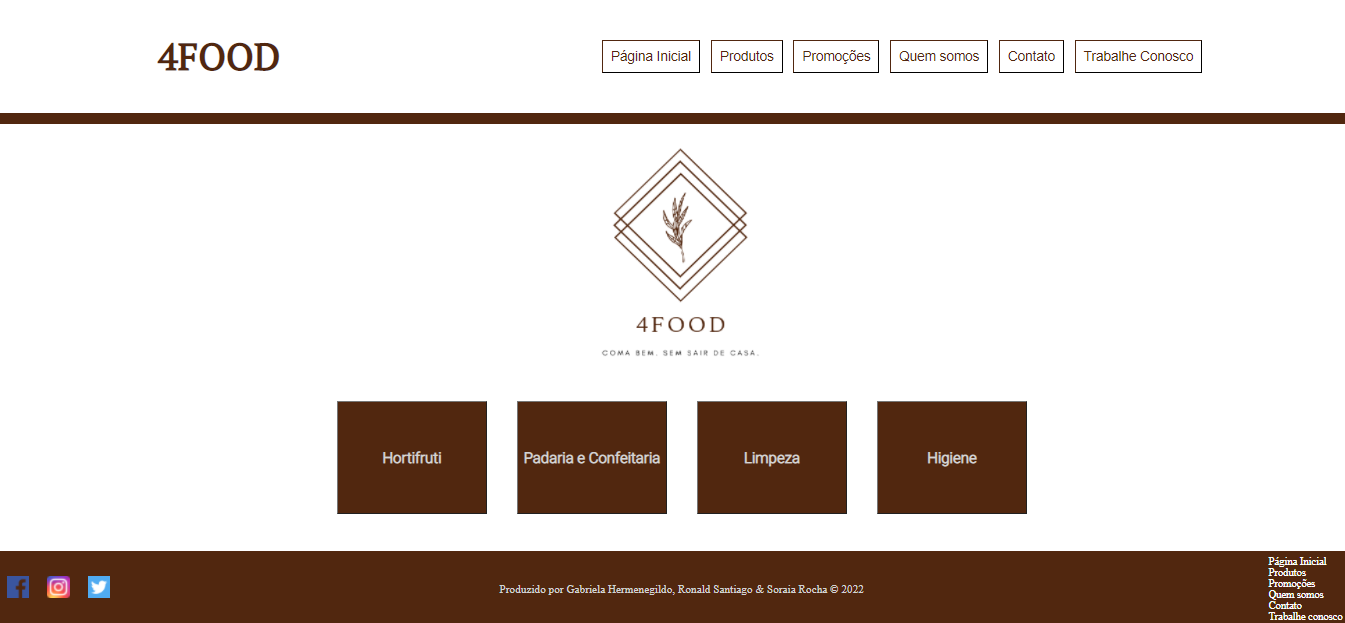 4FOOD
Página Inicial
Produtos
Promoções
Quem somos
Contato
Trabalhe Conosco
4FOOD
COMA BEM. SEM SAIR DE CASA.
Hortifruti
Padaria e Confeitaria
Limpeza
Higiene
Produzido por Gabriela Hermenegildo, Ronald Santiago & Soraia Rocha © 2022
Página Inicial
Produtos
Promoções
Quem somos
Contato
Trabalhe conosco